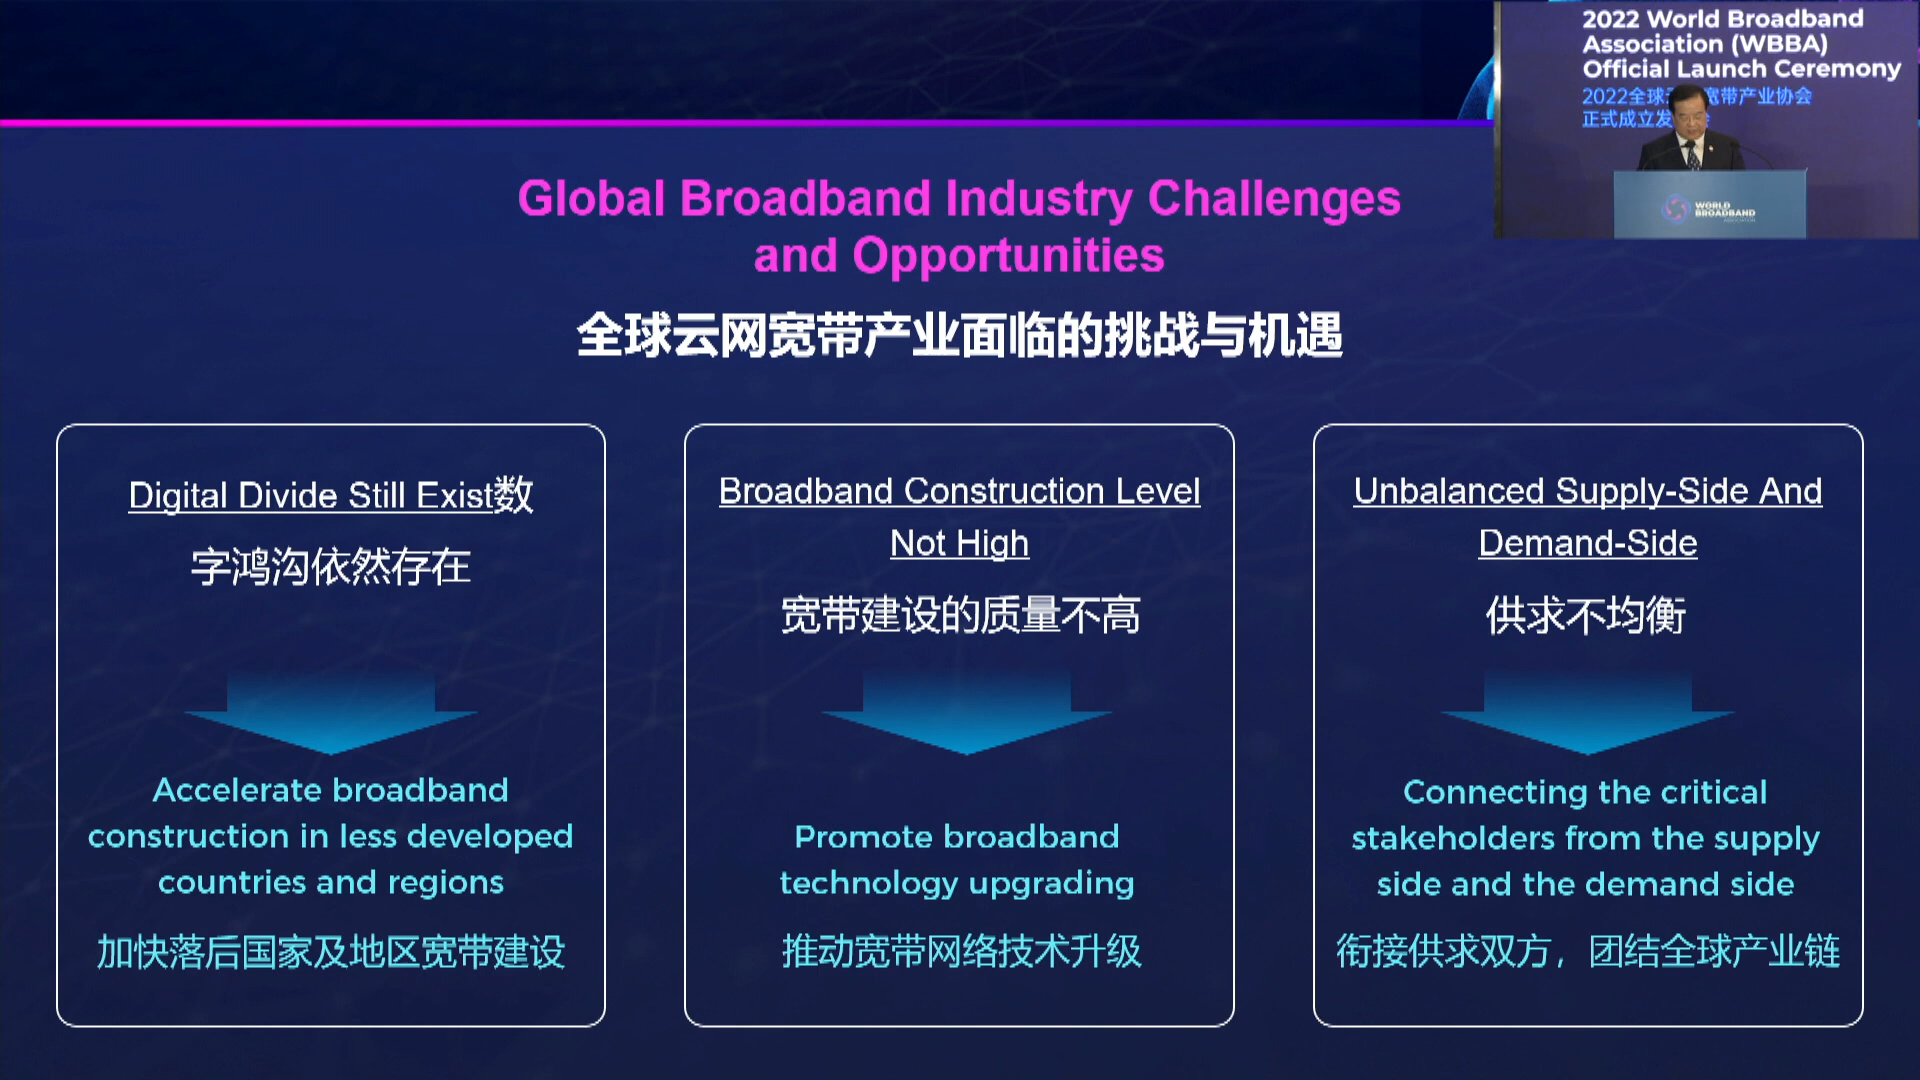 2022 World Broadband
Association (WBBA)
Official Launch Ceremony
2022全球 宽带产业协会
正式成立发
WORLD
BROADBAND
Global Broadband Industry Challenges
and Opportunities
全球云网宽带产业面临的挑战与机遇
Digital Divide Still Exist数
字鸿沟依然存在
Accelerate broadband
construction in less developed
countries and regions
加快落后国家及地区宽带建设
Broadband Construction Level
Not High
宽带建设的质量不高
Promote broadband
technology upgrading
推动宽带网络技术升级
Unbalanced Supply-Side And
Demand-Side
供求不均衡
Connecting the critical
stakeholders from the supply
side and the demand side
衔接供求双方，团结全球产业链